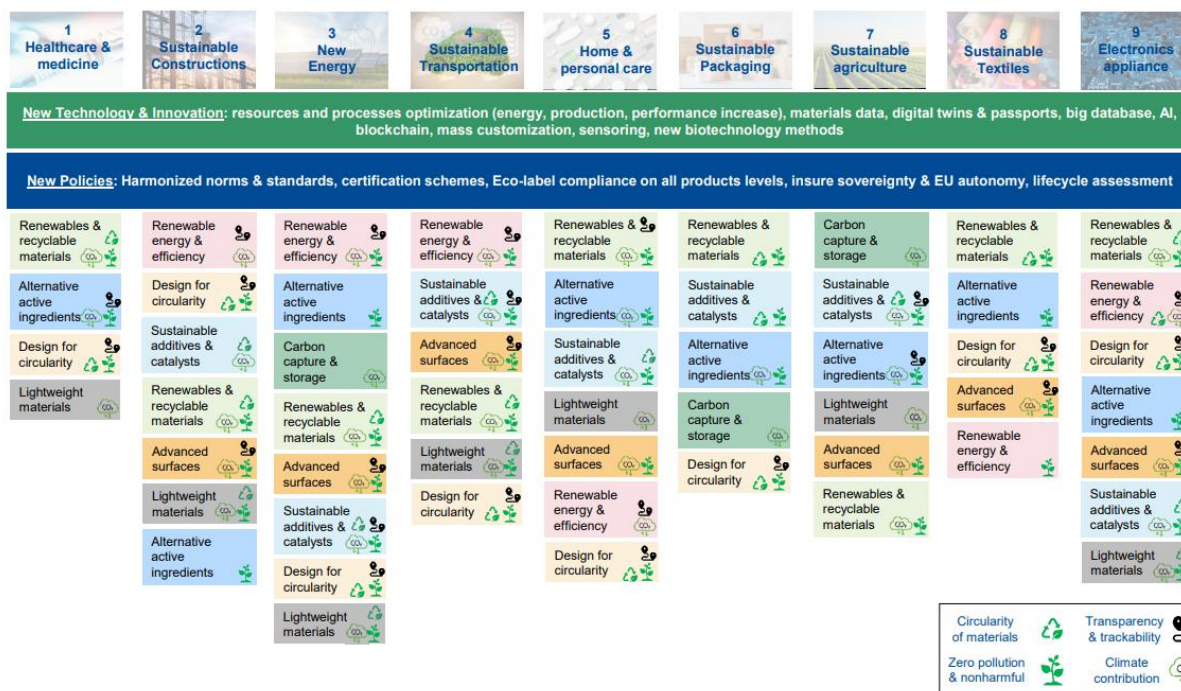 1
Healthcare &
medicine
2
Sustainable
Constructions
3
New
Energy
4
Sustainable
Transportation
5
Home &
personal care
6
Sustainable
Packaging
7
Sustainable
agriculture
8
Sustainable
Textiles
9
Electronics
appliance
New Technology & Innovation: resources and processes optimization (energy, production, performance increase), materials data, digital twins & passports, big database, AI,
blockchain, mass customization, sensoring, new biotechnology methods
New Policies: Harmonized norms & standards, certification schemes, Eco-label compliance on all products levels, insure sovereignty & EU autonomy, lifecycle assessment
Renewables &
recyclable
materials
Alternative
active
ingredients
Design for
circularity
Lightweight
materials
Renewable
energy &
efficiency
Design for
circularity
Sustainable
additives &
catalysts
Renewables &
recyclable
materials
Advanced
surfaces
Lightweight
materials
Alternative
active
ingredients
Renewable
energy &
efficiency
Alternative
active
ingredients
Carbon
capture &
storage
Renewables &
recyclable
materials
Advanced
surfaces
Sustainable
additives &
catalysts
Design for
circularity
Lightweight
materials
Renewable
energy &
efficiency
Sustainable
additives &
catalysts
Advanced
surfaces
Renewables &
recyclable
materials
Lightweight
materials
Design for
circularity
Renewables &
recyclable
materials
Alternative
active
ingredients
Sustainable
additives &
catalysts
Lightweight
materials
Advanced
surfaces
Renewable
energy &
efficiency
Design for
circularity
Renewables &
recyclable
materials
Sustainable
additives &
catalysts
Alternative
active
ingredients
Carbon
capture &
storage
Design for
circularity
Carbon
capture &
storage
Sustainable
additives &
catalysts
Alternative
active
ingredients
Lightweight
materials
Advanced
surfaces
Renewables &
recyclable
materials
Renewables &
recyclable
materials
Alternative
active
ingredients
Design for
circularity
Advanced
surfaces
Renewable
energy &
efficiency
Renewables &
recyclable
materials
Renewable
energy &
efficiency
Design for
circularity
Alternative
active
ingredients
Advanced
surfaces
Sustainable
additives &
catalysts
Lightweight
materials
Circularity
of materials
Transparency
& trackability
Zero pollution
& nonharmful
Climate
contribution